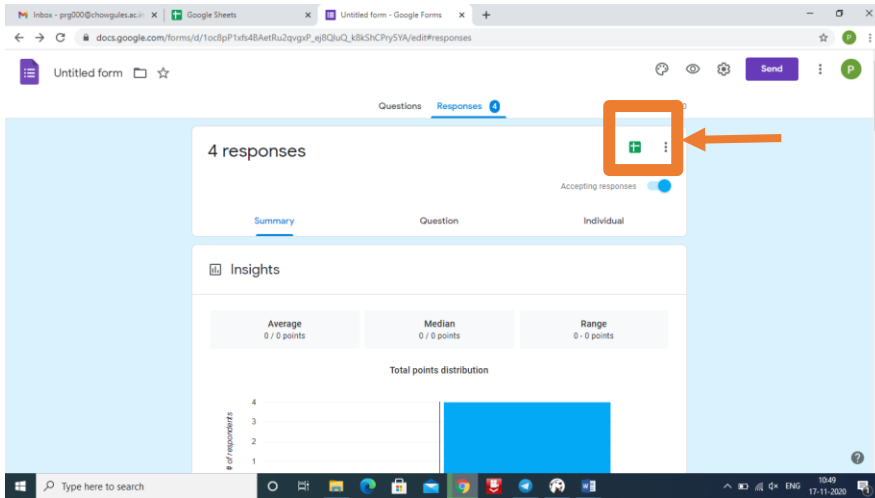 Inbox - prg000@chowgules.ac.in
Google Sheets
Untitled form - Google Forms
docs.google.com/forms/d/1oc8pP1xfs4BAetRu2qvgxP_ej8QluQ_k8kShCPry5YA/edit#responses
P
Untitled form
Send
P
Questions Responses 4
0
4 responses
Accepting responses
Summary Question Individual
Insights
Average Median Range
0 / 0 points 0 / 0 points 0 - 0 points
Total points distribution
4
3
2
1
# of respondents
Type here to search
ENG
10:49
17-11-2020